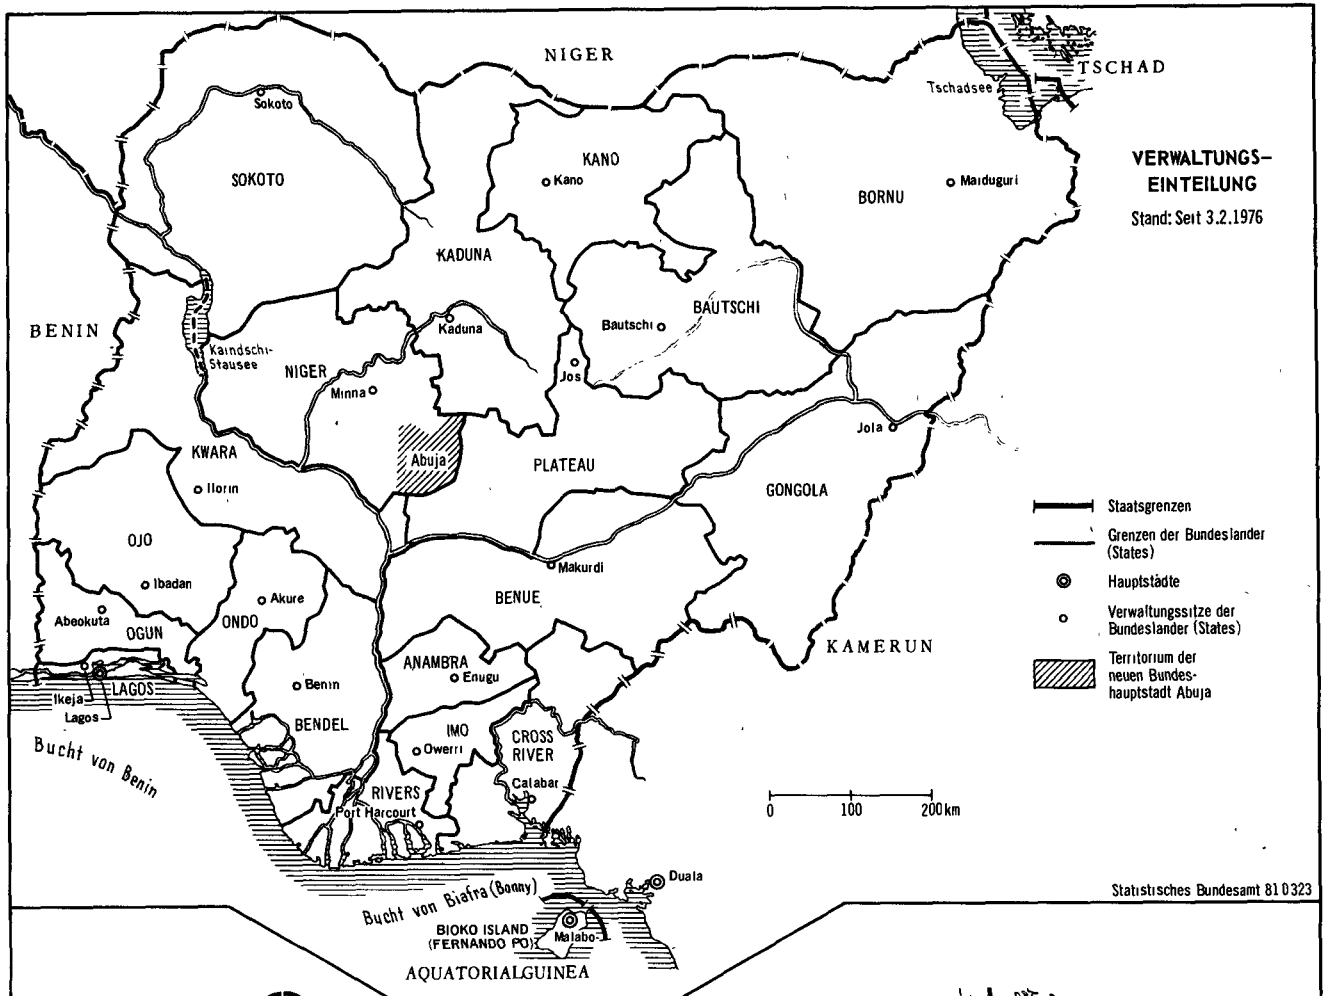 NIGER
TSCHAD
Tschadsee
Sokoto
SOKOTO
KANO
Kano
BORNU
Maiduguri
VERWALTUNGS-
EINTEILUNG
Stand: Seit 3.2.1976
KADUNA
Kaduna
BENIN
Kaindschi-
Stausee
NIGER
Minna
BAUTSCHI
Bautschi
Jos
Jola
KWARA
Ilorin
Abuja
PLATEAU
GONGOLA
OJO
Ibadan
Abeokuta
OGUN
ONDO
Akure
Makurdi
BENUE
ANAMBRA
Enugu
KAMERUN
LAGOS
Ikeja
Lagos
Benin
BENDEL
IMO
Owerri
CROSS
RIVER
Calabar
RIVERS
Port Harcourt
Bucht von Benin
Bucht von Biafra (Bonny)
Duala
BIOKO ISLAND
(FERNANDO PO)
Malabo
AQUATORIALGUINEA
Staatsgrenzen
Grenzen der Bundeslander
(States)
Hauptstädte
Verwaltungssitze der
Bundeslander (States)
Territorium der
neuen Bundes-
hauptstadt Abuja
0 100 200 km
Statistisches Bundesamt 81 0323